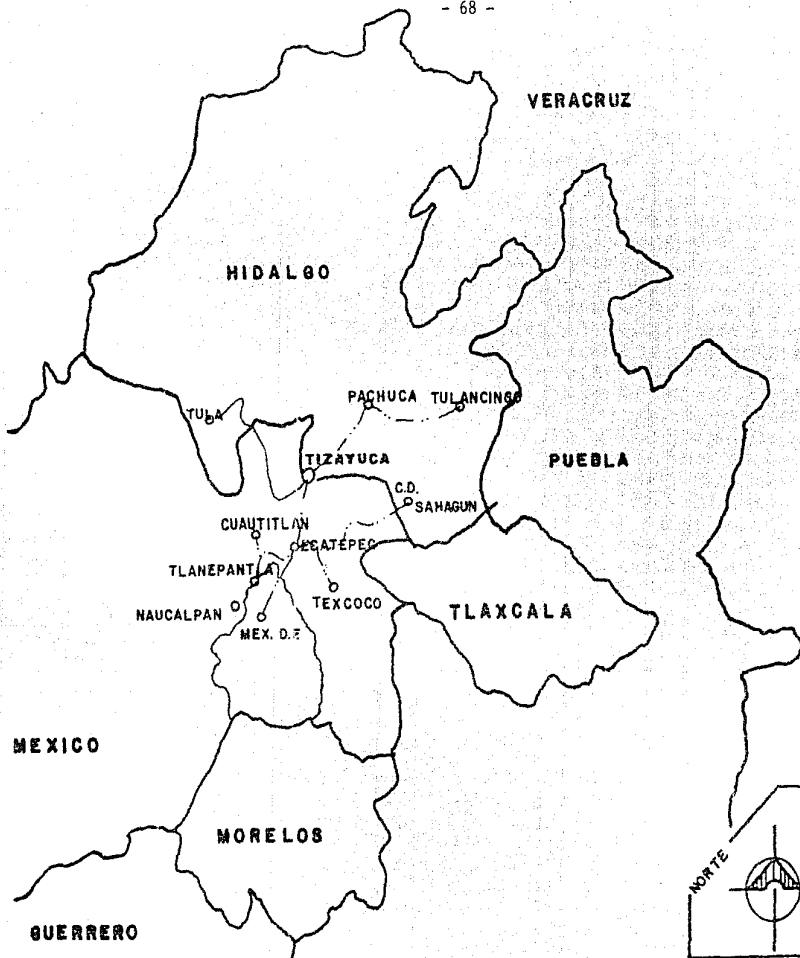 - 68 -
VERACRUZ
HIDALGO
PACHUCA TULANCINGO
TULA
TIZAYUCA
PUEBLA
C.D.
SAHAGUN
CUAUTITLAN
ECATEPEC
TLANEPANTLA
TEXCOCO
NAUCALPAN
TLAXCALA
MEX. D.F
MEXICO
MORELOS
NORTE
GUERRERO